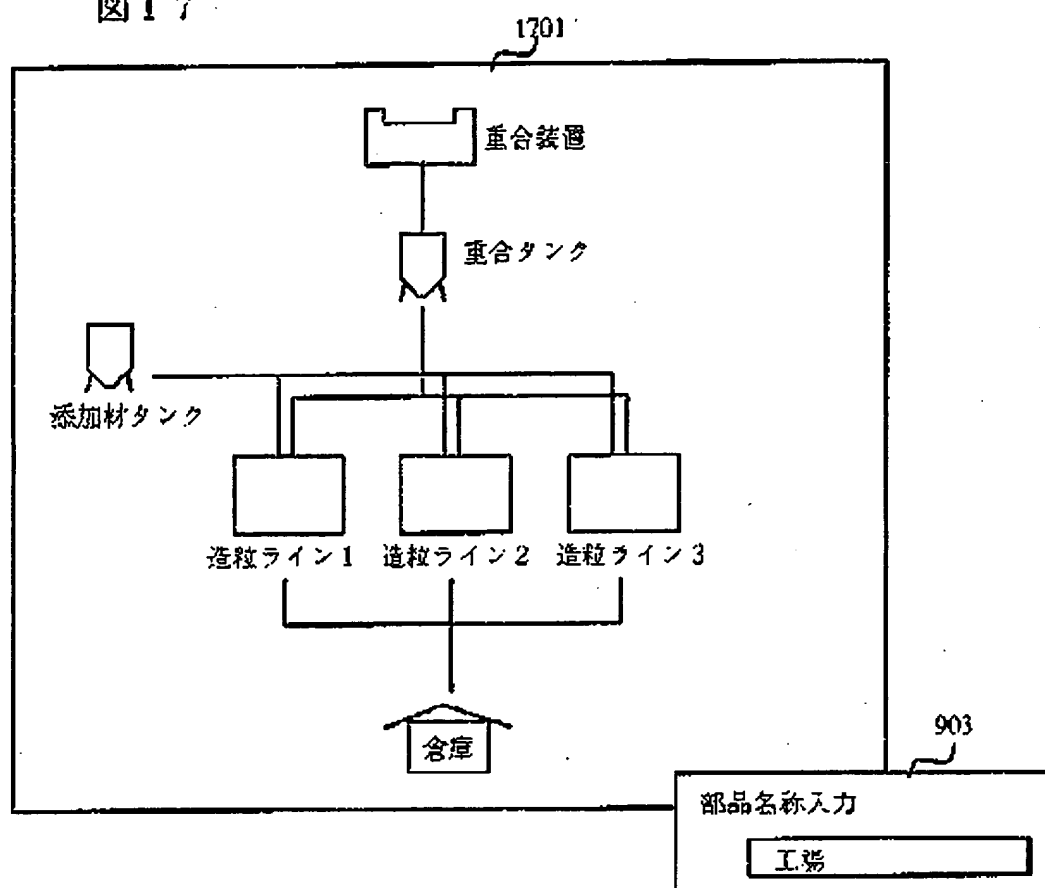 図17
1701
重合装置
重合タンク
添加材タンク
造粒ライン1 造粒ライン2 造粒ライン3
倉庫
903
部品名称入力
工場